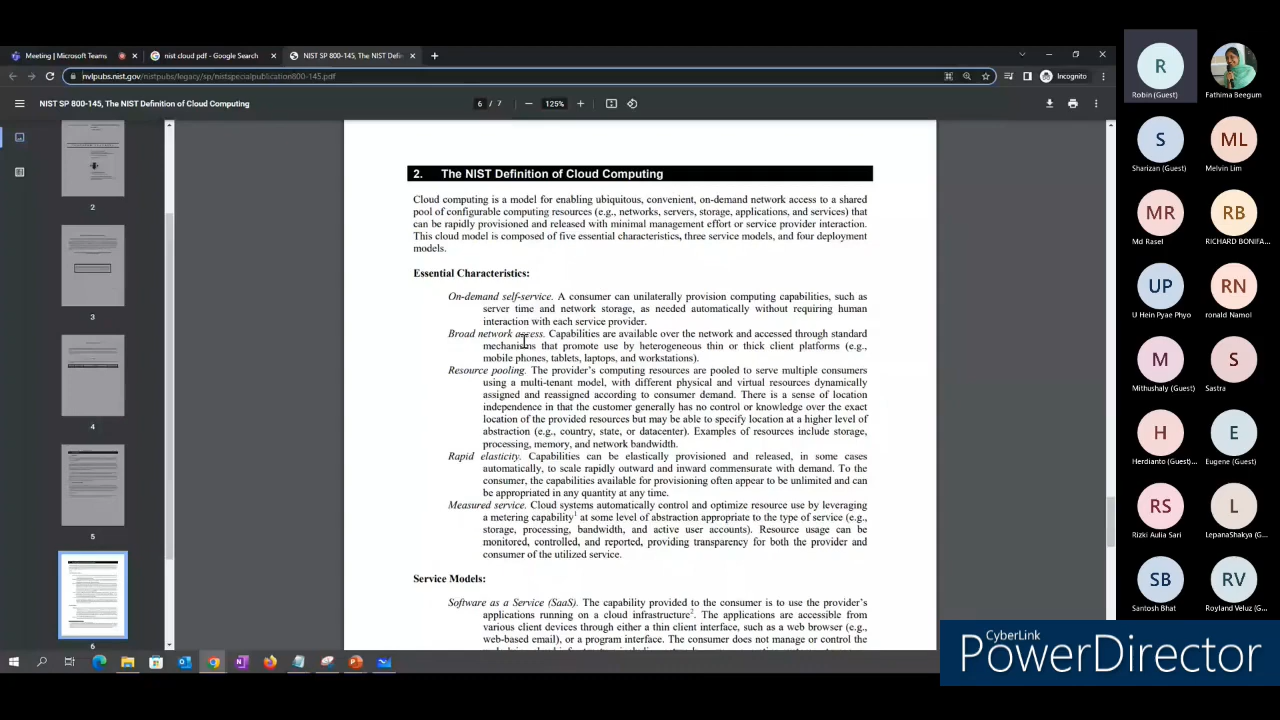 Meeting | Microsoft Teams
nist cloud pdf - Google Search
NIST SP 800-145, The NIST Defin
nvlpubs.nist.gov/nistpubs/legacy/sp/nistspecialpublication800-145.pdf
Incognito
NIST SP 800-145, The NIST Definition of Cloud Computing
6 / 7
125%
2
3
4
5
6
2. The NIST Definition of Cloud Computing
Cloud computing is a model for enabling ubiquitous, convenient, on-demand network access to a shared
pool of configurable computing resources (e.g., networks, servers, storage, applications, and services) that
can be rapidly provisioned and released with minimal management effort or service provider interaction.
This cloud model is composed of five essential characteristics, three service models, and four deployment
models.
Essential Characteristics:
On-demand self-service. A consumer can unilaterally provision computing capabilities, such as
server time and network storage, as needed automatically without requiring human
interaction with each service provider.
Broad network access. Capabilities are available over the network and accessed through standard
mechanisms that promote use by heterogeneous thin or thick client platforms (e.g.,
mobile phones, tablets, laptops, and workstations).
Resource pooling. The provider's computing resources are pooled to serve multiple consumers
using a multi-tenant model, with different physical and virtual resources dynamically
assigned and reassigned according to consumer demand. There is a sense of location
independence in that the customer generally has no control or knowledge over the exact
location of the provided resources but may be able to specify location at a higher level of
abstraction (e.g., country, state, or datacenter). Examples of resources include storage,
processing, memory, and network bandwidth.
Rapid elasticity. Capabilities can be elastically provisioned and released, in some cases
automatically, to scale rapidly outward and inward commensurate with demand. To the
consumer, the capabilities available for provisioning often appear to be unlimited and can
be appropriated in any quantity at any time.
Measured service. Cloud systems automatically control and optimize resource use by leveraging
a metering capability1 at some level of abstraction appropriate to the type of service (e.g.,
storage, processing, bandwidth, and active user accounts). Resource usage can be
monitored, controlled, and reported, providing transparency for both the provider and
consumer of the utilized service.
Service Models:
Software as a Service (SaaS). The capability provided to the consumer is to use the provider's
applications running on a cloud infrastructure2. The applications are accessible from
various client devices through either a thin client interface, such as a web browser (e.g.,
web-based email), or a program interface. The consumer does not manage or control the
R
Robin (Guest)
Fathima Beegum
S
Sharizan (Guest)
ML
Melvin Lim
MR
Md Rasel
RB
RICHARD BONIFA...
UP
U Hein Pyae Phyo
RN
ronald Namol
M
Mithushaly (Guest)
S
Sastra
H
Herdianto (Guest)...
E
Eugene (Guest)
RS
Rizki Aulia Sari
L
LepanaShakya (G...
SB
Santosh Bhat
RV
Royland Veluz (G...
CyberLink
PowerDirector